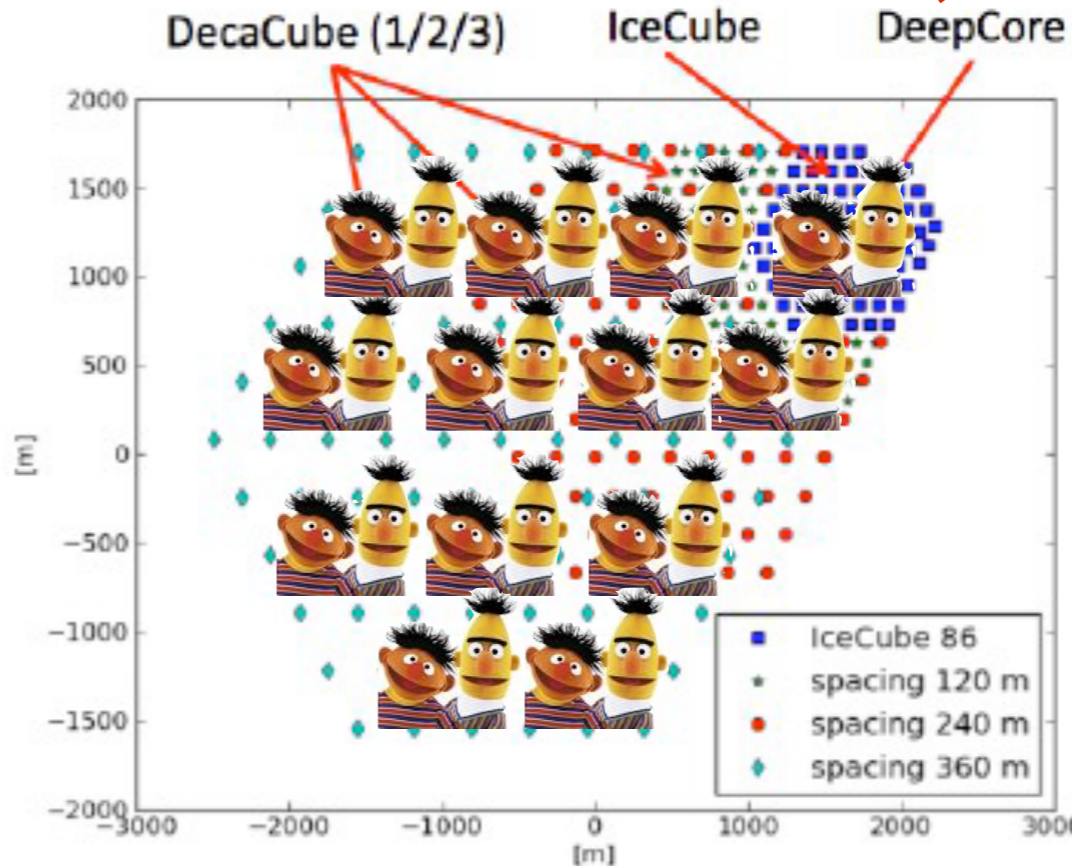 DecaCube (1/2/3) IceCube DeepCore
2000
1500
1000
500
0
−500
−1000
−1500
−2000
[m]
IceCube 86
spacing 120 m
spacing 240 m
spacing 360 m
−3000 −2000 −1000 0 1000 2000 3000
[m]